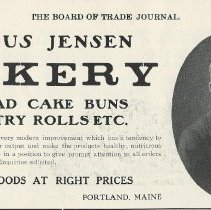 THE BOARD OF TRADE JOURNAL.
US JENSEN
KERY
AD CAKE BUNS
TRY ROLLS ETC.
very modern improvement which has a tendency to
output and make the products healthy, nutritious
in a position to give prompt attention to all orders
Enquiries solicited.
OODS AT RIGHT PRICES
PORTLAND, MAINE